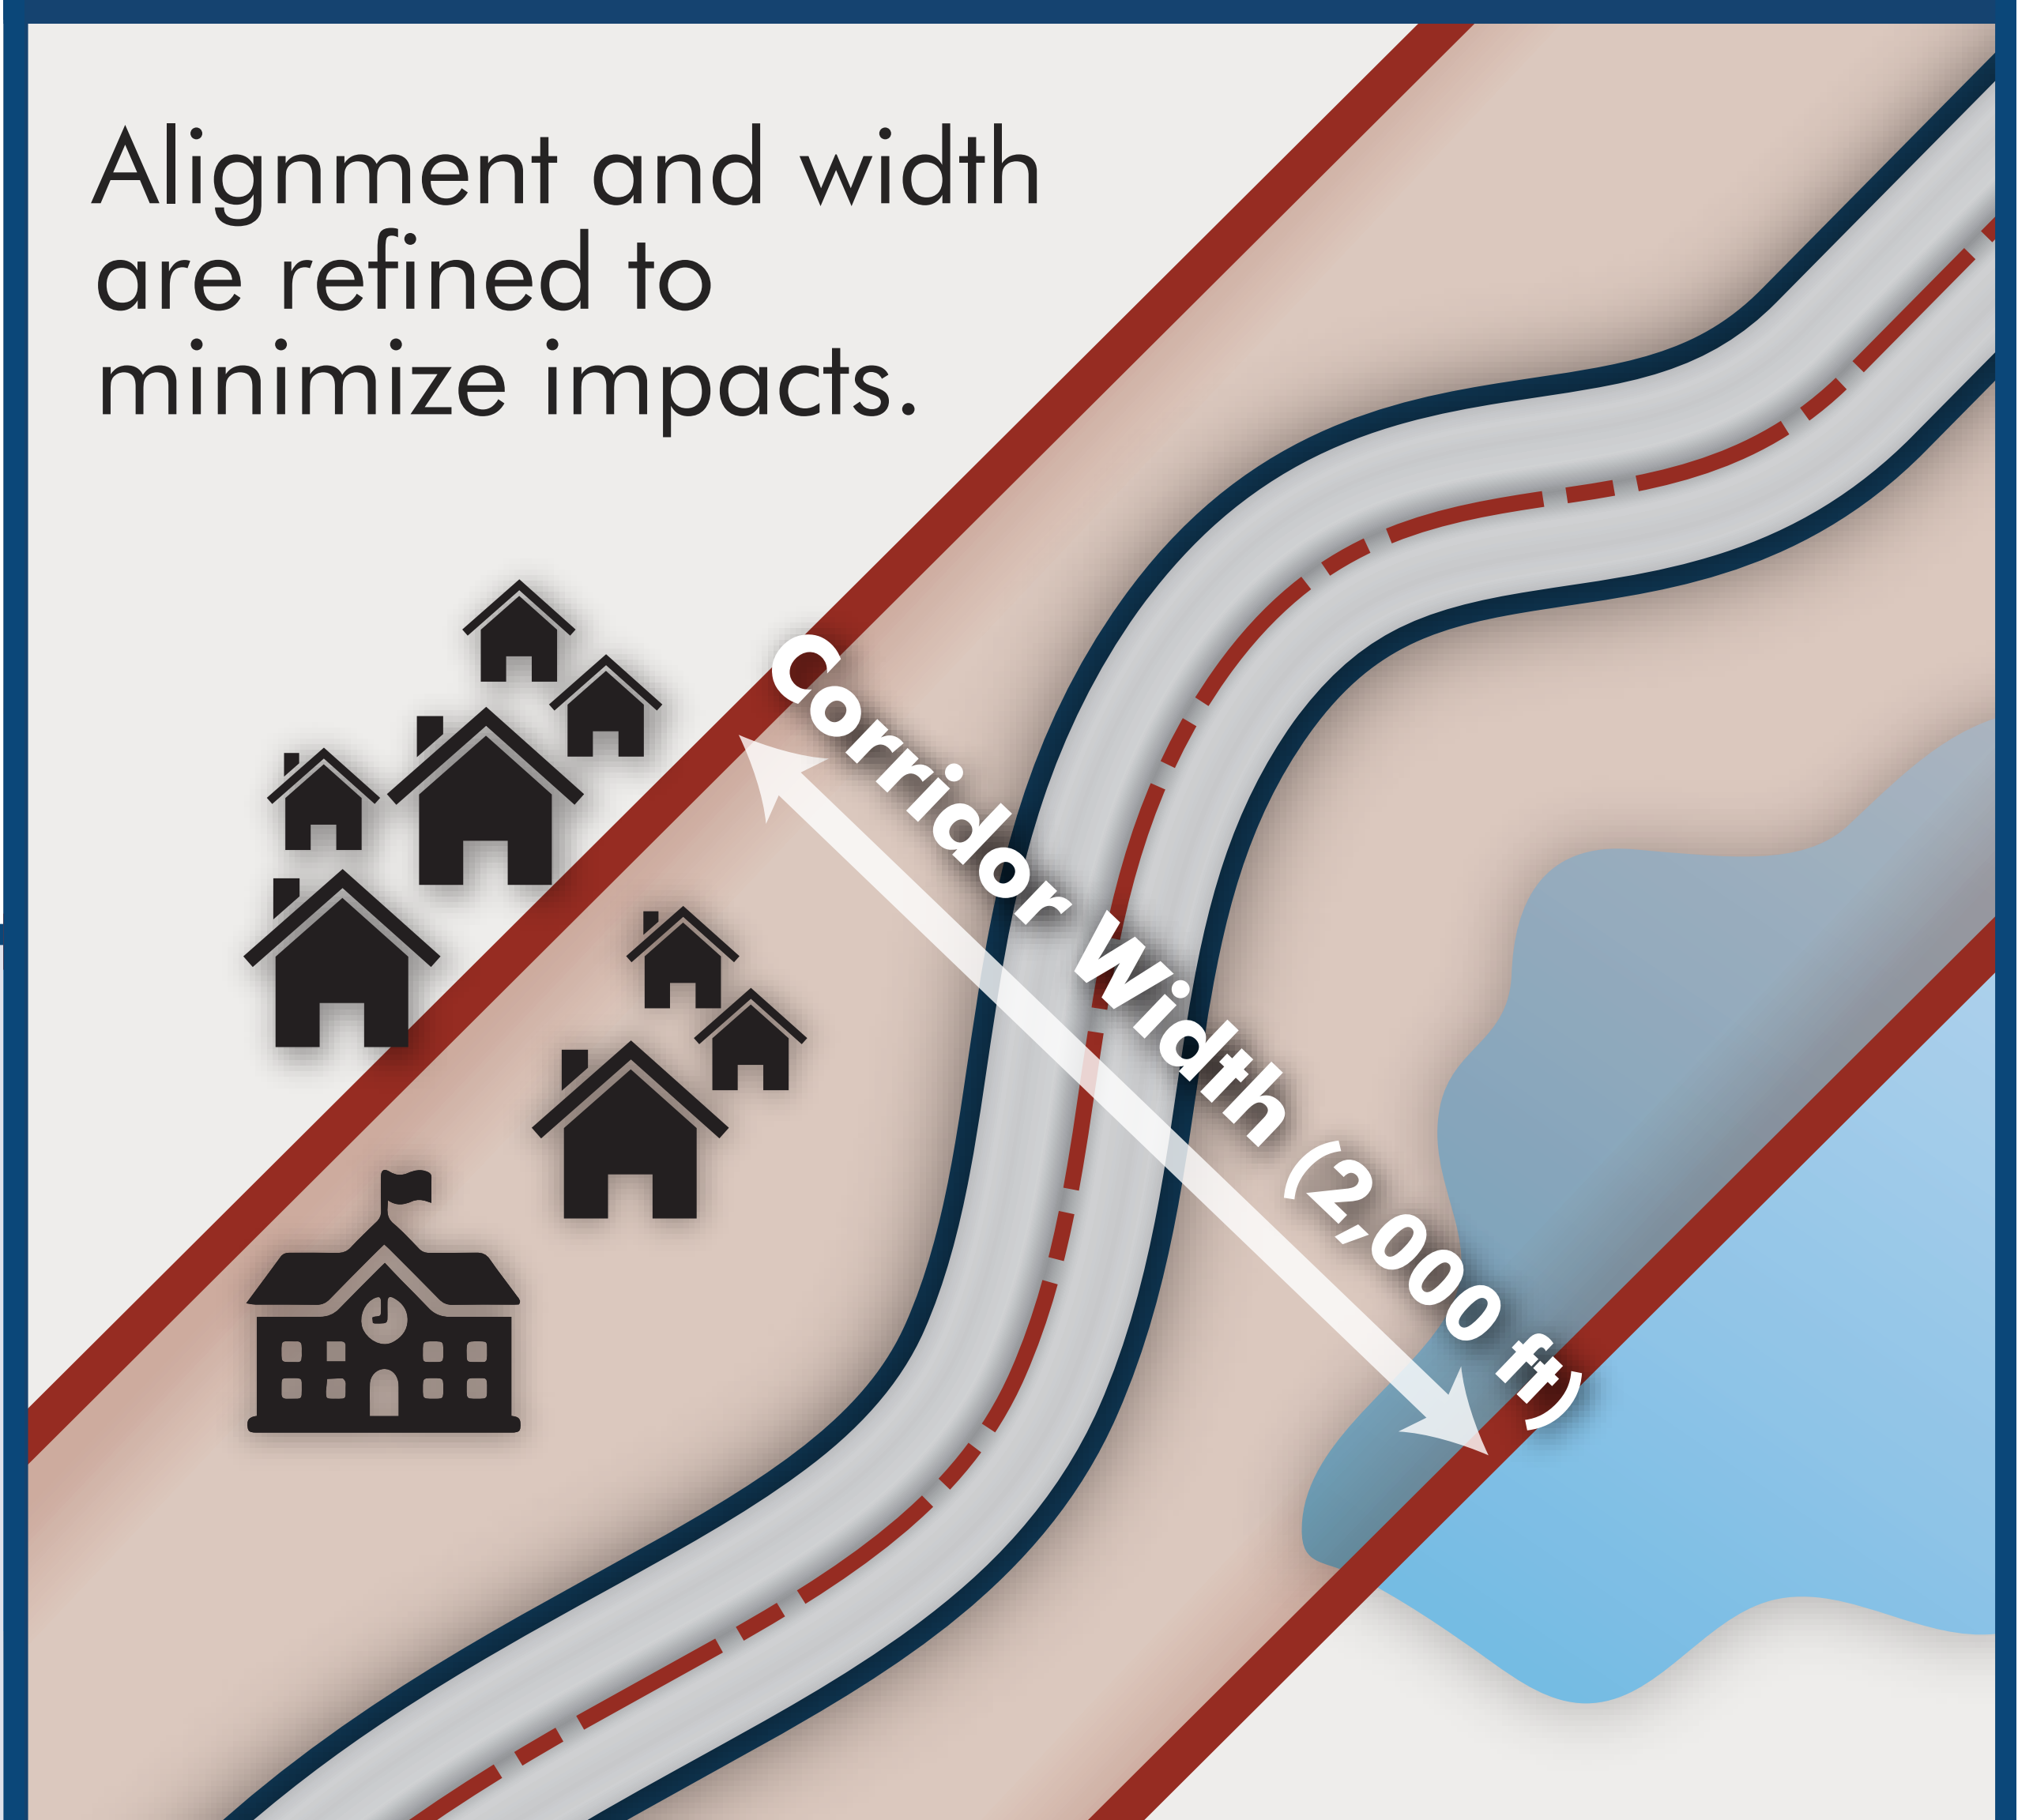 Alignment and width
are refined to
minimize impacts.
Corridor Width (2,000 ft)